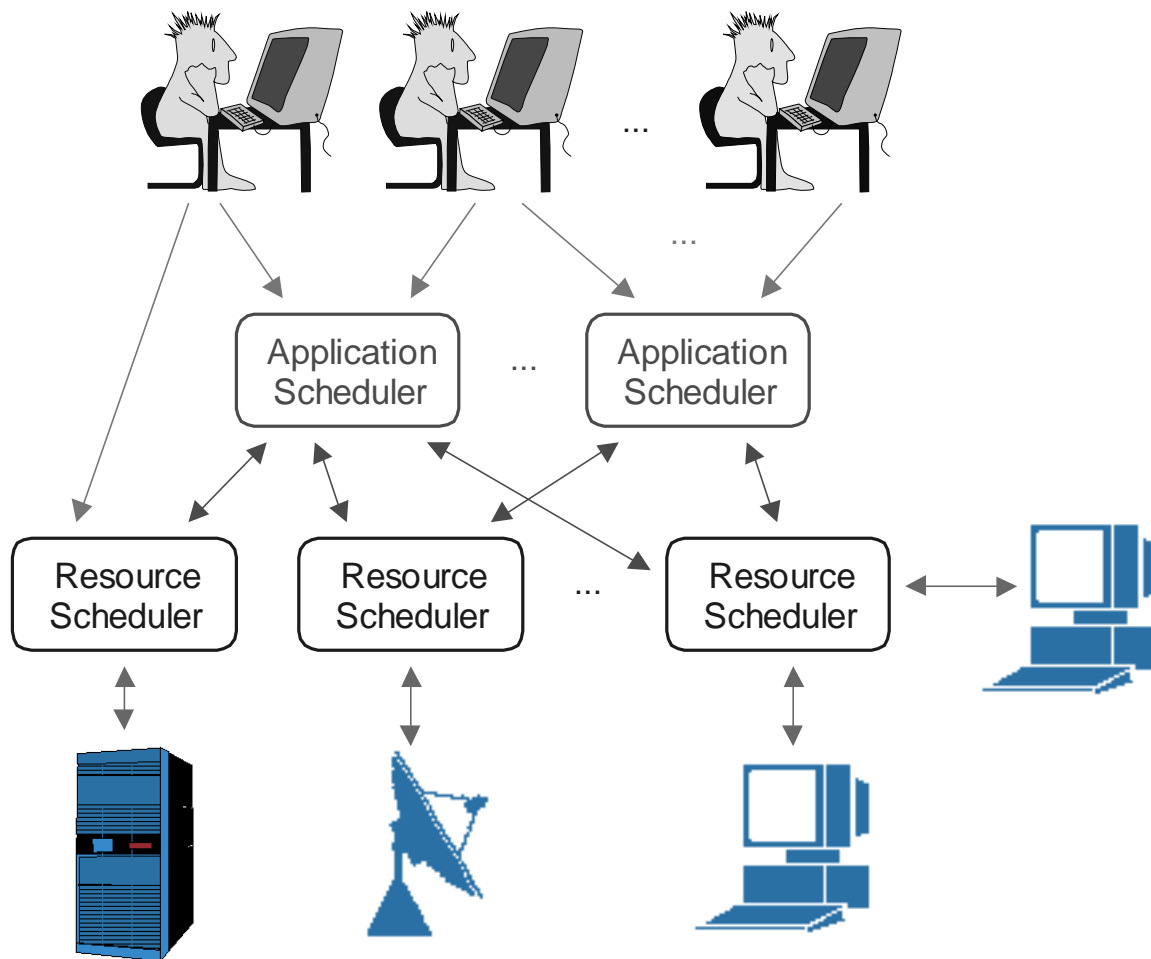 ...
...
Application
Scheduler
...
Application
Scheduler
Resource
Scheduler
Resource
Scheduler
...
Resource
Scheduler